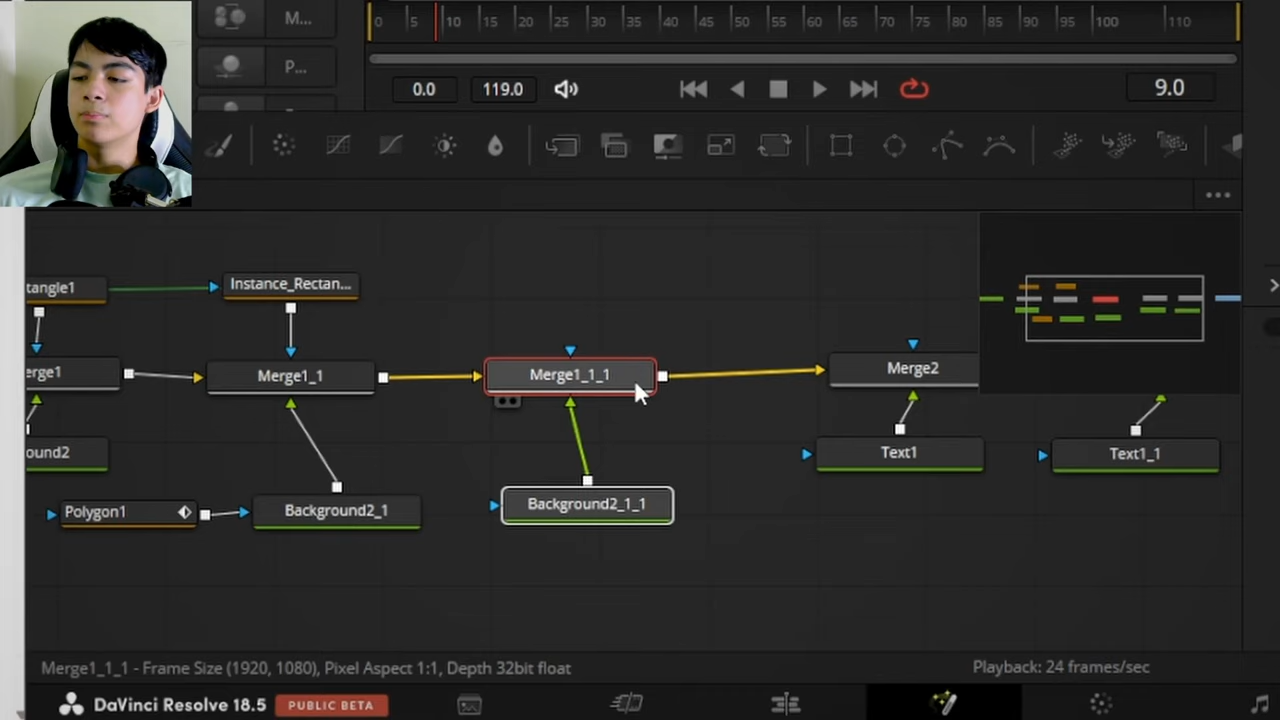 M...
0 5 10 15 20 25 30 35 40 45 50 55 60 65 70 75 80 85 90 95 100 110
P...
0.0 119.0 9.0
tangle1 Instance_Rectan...
erge1 Merge1_1 Merge1_1_1 Merge2
ound2 Text1 Text1_1
Polygon1 Background2_1 Background2_1_1
Merge1_1_1 - Frame Size (1920, 1080), Pixel Aspect 1:1, Depth 32bit float Playback: 24 frames/sec
DaVinci Resolve 18.5 PUBLIC BETA